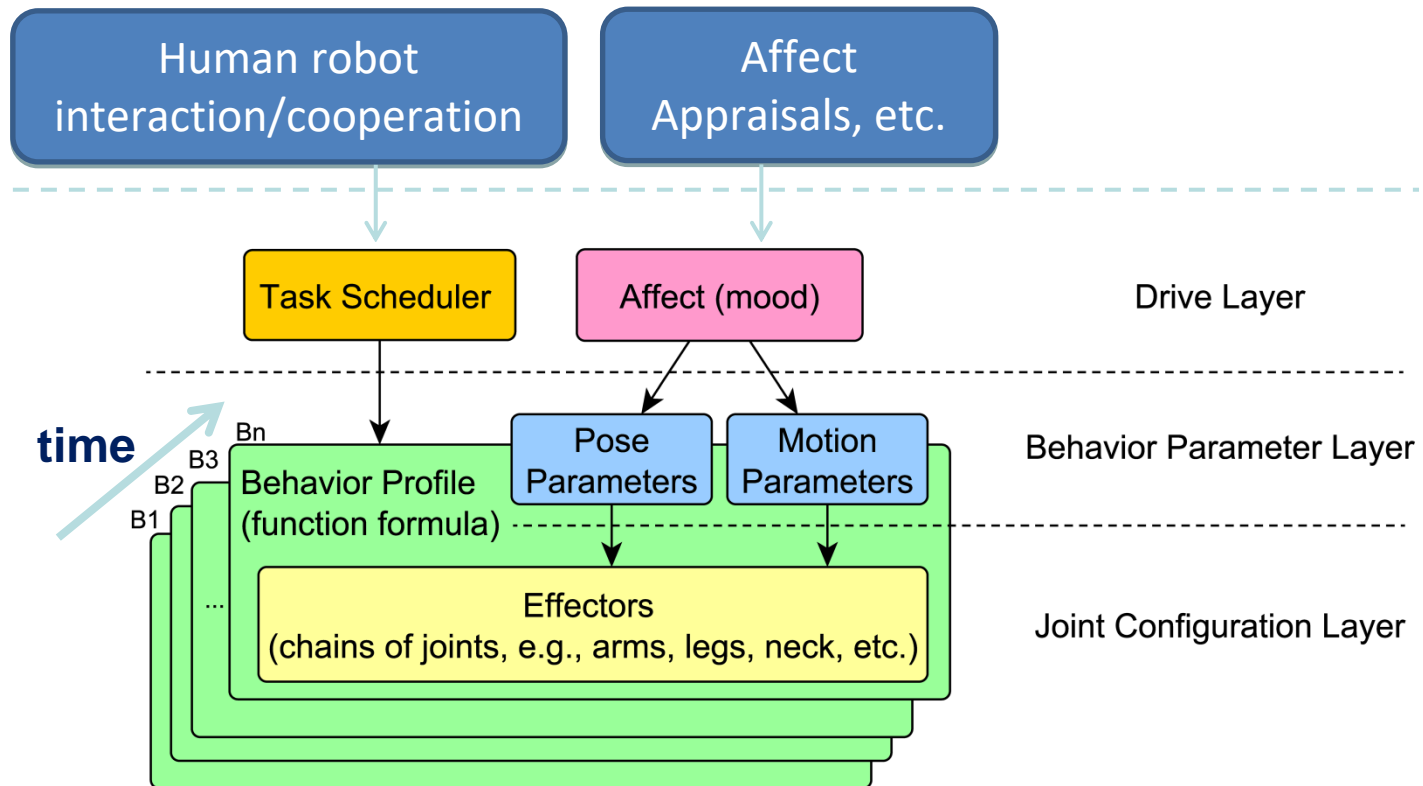 Human robot
interaction/cooperation
Affect
Appraisals, etc.
Task Scheduler
Affect (mood)
Drive Layer
time
Bn
B3
B2
B1
Pose
Parameters
Motion
Parameters
Behavior Parameter Layer
Behavior Profile
(function formula)
...
Effectors
(chains of joints, e.g., arms, legs, neck, etc.)
Joint Configuration Layer